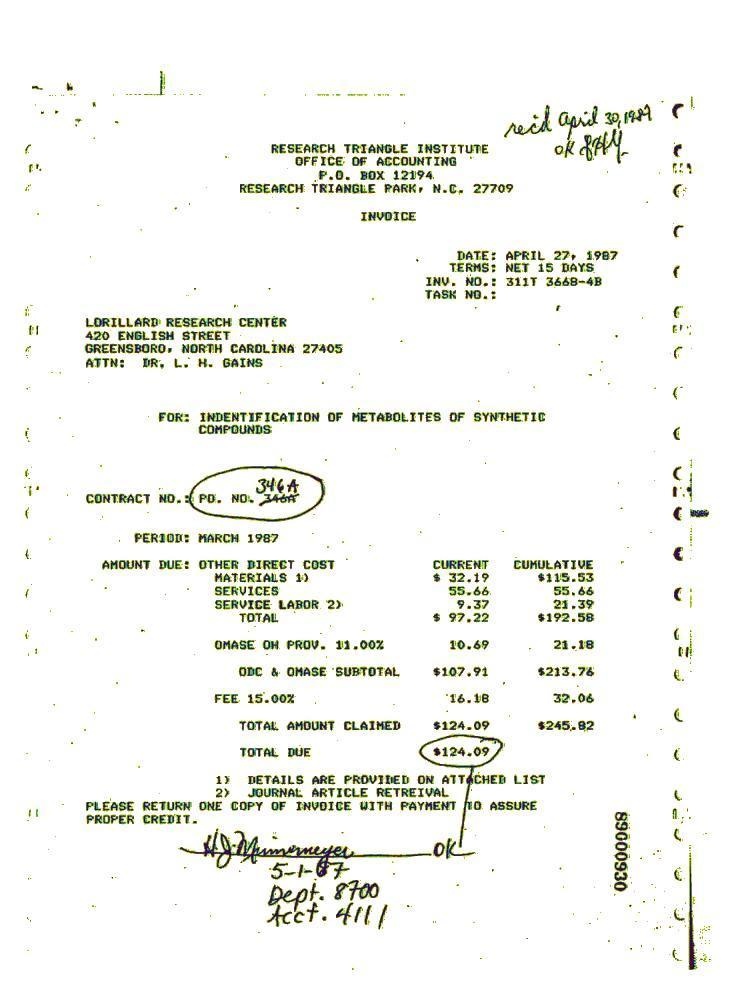 rec'd April 30, 1987
OK
RESEARCH TRIANGLE INSTITUTE
OFFICE OF ACCOUNTING
P.O. BOX 12194
RESEARCH TRIANGLE PARK, N.C. 27709
INVOICE
DATE: APRIL 27, 1987
TERMS: NET 15 DAYS
INV. NO.: 311T 3668-4B
TASK NO.:
LORILLARD RESEARCH CENTER
420 ENGLISH STREET
GREENSBORO, NORTH CAROLINA 27405
ATTN: DR. L. H. GAINS
FOR: INDENTIFICATION OF METABOLITES OF SYNTHETIC
COMPOUNDS
346A
CONTRACT NO.: PO. NO. 346A
PERIOD: MARCH 1987
AMOUNT DUE: OTHER DIRECT COST CURRENT CUMULATIVE
MATERIALS 1) $ 32.19 $115.53
SERVICES 55.66 55.66
SERVICE LABOR 2) 9.37 21.39
TOTAL $ 97.22 $192.58
OMASE OH PROV. 11.00% 10.69 21.18
ODC & OMASE SUBTOTAL $107.91 $213.76
FEE 15.00% 16.18 32.06
TOTAL AMOUNT CLAIMED $124.09 $245.82
TOTAL DUE $124.09
1) DETAILS ARE PROVIDED ON ATTACHED LIST
2) JOURNAL ARTICLE RETREIVAL
PLEASE RETURN ONE COPY OF INVOICE WITH PAYMENT TO ASSURE
PROPER CREDIT.
OK
5-1-87
Dept. 8700
Acct. 4111
89000930